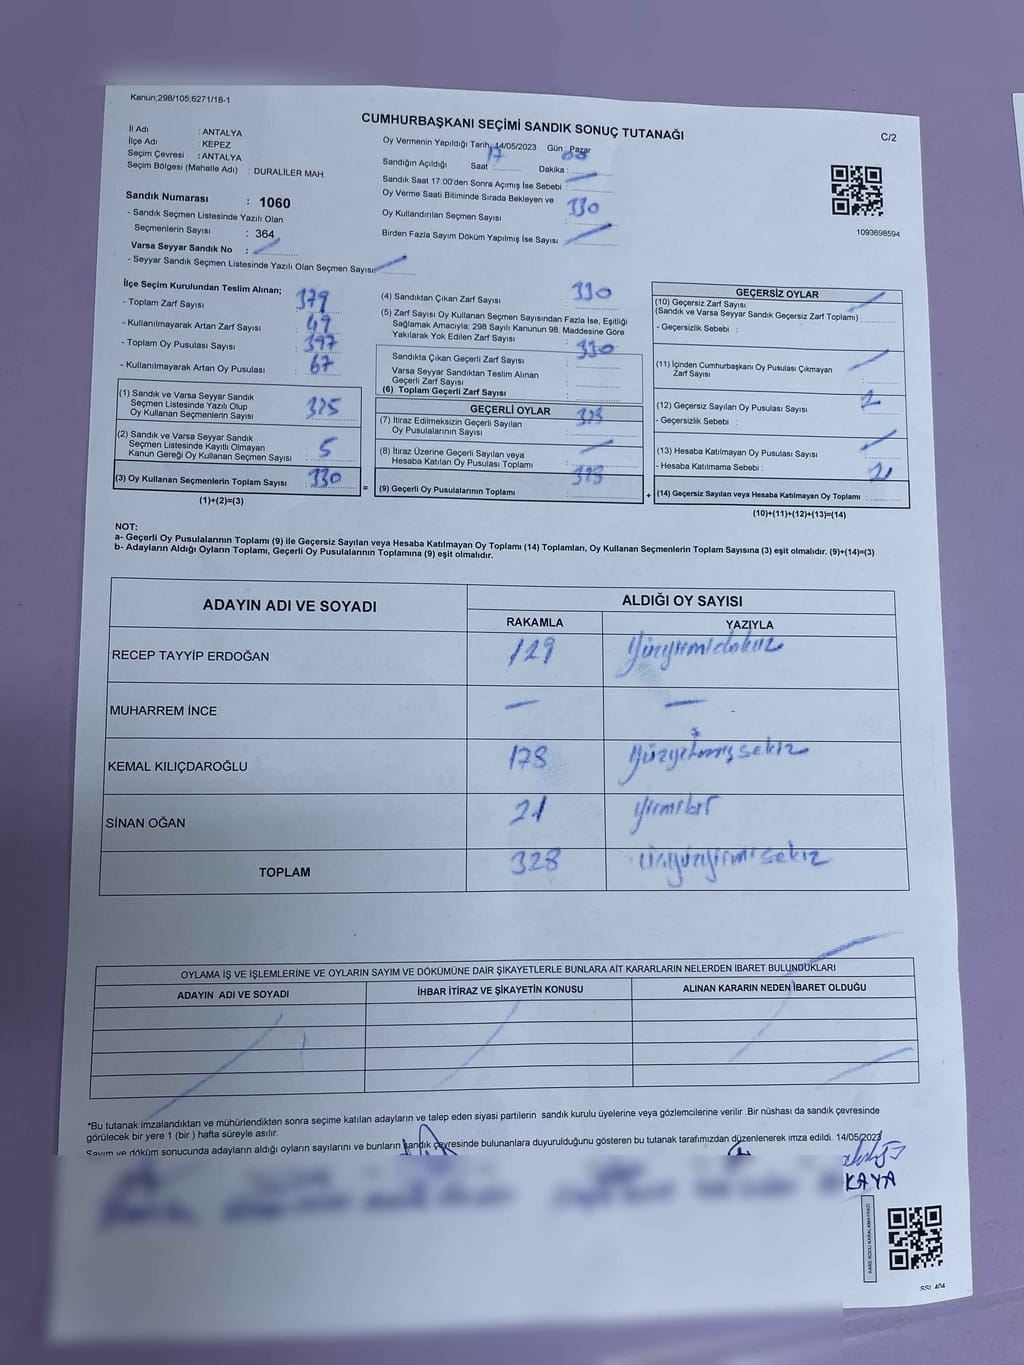 Kanun;298/105,6271/18-1
CUMHURBAŞKANI SEÇİMİ SANDIK SONUÇ TUTANAĞI
C/2
İl Adı : ANTALYA
İlçe Adı : KEPEZ
Seçim Çevresi : ANTALYA
Seçim Bölgesi (Mahalle Adı) : DURALİLER MAH.
Sandık Numarası : 1060
- Sandık Seçmen Listesinde Yazılı Olan
Seçmenlerin Sayısı : 364
Varsa Seyyar Sandık No :
- Seyyar Sandık Seçmen Listesinde Yazılı Olan Seçmen Sayısı:
Oy Vermenin Yapıldığı Tarih 14/05/2023 Gün Pazar
Sandığın Açıldığı Saat : 17 Dakika : 00
Sandık Saat 17:00'den Sonra Açımış İse Sebebi :
Oy Verme Saati Bitiminde Sırada Bekleyen ve
Oy Kullandırılan Seçmen Sayısı : 330
Birden Fazla Sayım Döküm Yapılmış İse Sayısı :
1093698594
İlçe Seçim Kurulundan Teslim Alınan;
- Toplam Zarf Sayısı : 379
- Kullanılmayarak Artan Zarf Sayısı : 49
- Toplam Oy Pusulası Sayısı : 397
- Kullanılmayarak Artan Oy Pusulası : 67
(1) Sandık ve Varsa Seyyar Sandık
Seçmen Listesinde Yazılı Olup
Oy Kullanan Seçmenlerin Sayısı : 325
(2) Sandık ve Varsa Seyyar Sandık
Seçmen Listesinde Kayıtlı Olmayan
Kanun Gereği Oy Kullanan Seçmen Sayısı : 5
(3) Oy Kullanan Seçmenlerin Toplam Sayısı : 330
(1)+(2)=(3)
(4) Sandıktan Çıkan Zarf Sayısı : 330
(5) Zarf Sayısı Oy Kullanan Seçmen Sayısından Fazla İse, Eşitliği
Sağlamak Amacıyla; 298 Sayılı Kanunun 98. Maddesine Göre
Yakılarak Yok Edilen Zarf Sayısı :
Sandıkta Çıkan Geçerli Zarf Sayısı : 330
Varsa Seyyar Sandıktan Teslim Alınan
Geçerli Zarf Sayısı :
(6) Toplam Geçerli Zarf Sayısı :
GEÇERLİ OYLAR
(7) İtiraz Edilmeksizin Geçerli Sayılan
Oy Pusulalarının Sayısı : 328
(8) İtiraz Üzerine Geçerli Sayılan veya
Hesaba Katılan Oy Pusulası Toplamı :
= (9) Geçerli Oy Pusulalarının Toplamı : 328
GEÇERSİZ OYLAR
(10) Geçersiz Zarf Sayısı
(Sandık ve Varsa Seyyar Sandık Geçersiz Zarf Toplamı) :
- Geçersizlik Sebebi :
(11) İçinden Cumhurbaşkanı Oy Pusulası Çıkmayan
Zarf Sayısı :
(12) Geçersiz Sayılan Oy Pusulası Sayısı : 2
- Geçersizlik Sebebi :
(13) Hesaba Katılmayan Oy Pusulası Sayısı :
- Hesaba Katılmama Sebebi :
+ (14) Geçersiz Sayılan veya Hesaba Katılmayan Oy Toplamı : 2
(10)+(11)+(12)+(13)=(14)
NOT:
a- Geçerli Oy Pusulasının Toplamı (9) ile Geçersiz Sayılan veya Hesaba Katılmayan Oy Toplamı (14) Toplamları, Oy Kullanan Seçmenlerin Toplam Sayısına (3) eşit olmalıdır. (9)+(14)=(3)
b- Adayların Aldığı Oyların Toplamı, Geçerli Oy Pusulalarının Toplamına (9) eşit olmalıdır.
ADAYIN ADI VE SOYADI
ALDIĞI OY SAYISI
RAKAMLA YAZIYLA
RECEP TAYYİP ERDOĞAN 129 Yüzyirmidokuz
MUHARREM İNCE — —
KEMAL KILIÇDAROĞLU 178 Yüzyetmişsekiz
SİNAN OĞAN 21 Yirmibir
TOPLAM 328 üçyüzyirmisekiz
OYLAMA İŞ VE İŞLEMLERİNE VE OYLARIN SAYIM VE DÖKÜMÜNE DAİR ŞİKAYETLERLE BUNLARA AİT KARARLARIN NELERDEN İBARET BULUNDUKLARI
ADAYIN ADI VE SOYADI İHBAR İTİRAZ VE ŞİKAYETİN KONUSU ALINAN KARARIN NEDEN İBARET OLDUĞU
*Bu tutanak imzalandıktan ve mühürlendikten sonra seçime katılan adayların ve talep eden siyasi partilerin sandık kurulu üyelerine veya gözlemcilerine verilir .Bir nüshası da sandık çevresinde
görülecek bir yere 1 (bir ) hafta süreyle asılır.
Sayım ve döküm sonucunda adayların aldığı oyların sayılarını ve bunların sandık çevresinde bulunanlara duyurulduğunu gösteren bu tutanak tarafımızdan düzenlenerek imza edildi. 14/05/2023
KAYA
KARE KODU KARALAMAYINIZ!